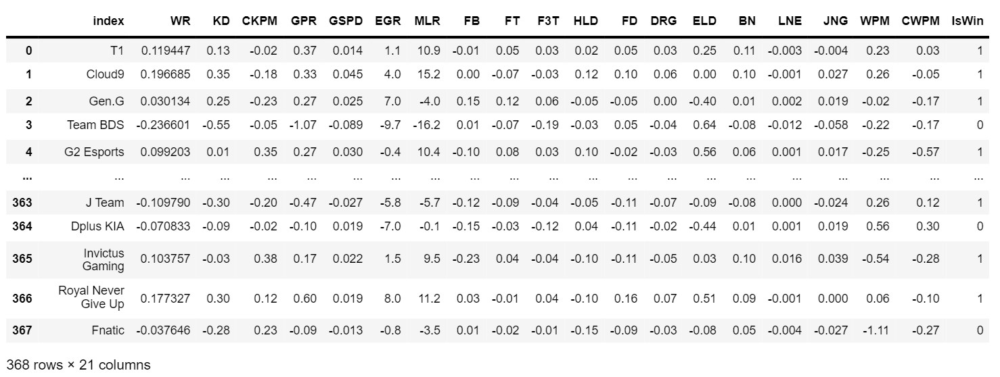 index WR KD CKPM GPR GSPD EGR MLR FB FT F3T HLD FD DRG ELD BN LNE JNG WPM CWPM IsWin
0 T1 0.119447 0.13 -0.02 0.37 0.014 1.1 10.9 -0.01 0.05 0.03 0.02 0.05 0.03 0.25 0.11 -0.003 -0.004 0.23 0.03 1
1 Cloud9 0.196685 0.35 -0.18 0.33 0.045 4.0 15.2 0.00 -0.07 -0.03 0.12 0.10 0.06 0.00 0.10 -0.001 0.027 0.26 -0.05 1
2 Gen.G 0.030134 0.25 -0.23 0.27 0.025 7.0 -4.0 0.15 0.12 0.06 -0.05 -0.05 0.00 -0.40 0.01 0.002 0.019 -0.02 -0.17 1
3 Team BDS -0.236601 -0.55 -0.05 -1.07 -0.089 -9.7 -16.2 0.01 -0.07 -0.19 -0.03 0.05 -0.04 0.64 -0.08 -0.012 -0.058 -0.22 -0.17 0
4 G2 Esports 0.099203 0.01 0.35 0.27 0.030 -0.4 10.4 -0.10 0.08 0.03 0.10 -0.02 -0.03 0.56 0.06 0.001 0.017 -0.25 -0.57 1
... ... ... ... ... ... ... ... ... ... ... ... ... ... ... ... ... ... ... ... ... ...
363 J Team -0.109790 -0.30 -0.20 -0.47 -0.027 -5.8 -5.7 -0.12 -0.09 -0.04 -0.05 -0.11 -0.07 -0.09 -0.08 0.000 -0.024 0.26 0.12 1
364 Dplus KIA -0.070833 -0.09 -0.02 -0.10 0.019 -7.0 -0.1 -0.15 -0.03 -0.12 0.04 -0.11 -0.02 -0.44 0.01 0.001 0.019 0.56 0.30 0
Invictus
365 Gaming 0.103757 -0.03 0.38 0.17 0.022 1.5 9.5 -0.23 0.04 -0.04 -0.10 -0.11 -0.05 0.03 0.10 0.016 0.039 -0.54 -0.28 1
Royal Never
366 Give Up 0.177327 0.30 0.12 0.60 0.019 8.0 11.2 0.03 -0.01 0.04 -0.10 0.16 0.07 0.51 0.09 -0.001 0.000 0.06 -0.10 1
367 Fnatic -0.037646 -0.28 0.23 -0.09 -0.013 -0.8 -3.5 0.01 -0.02 -0.01 -0.15 -0.09 -0.03 -0.08 0.05 -0.004 -0.027 -1.11 -0.27 0
368 rows × 21 columns